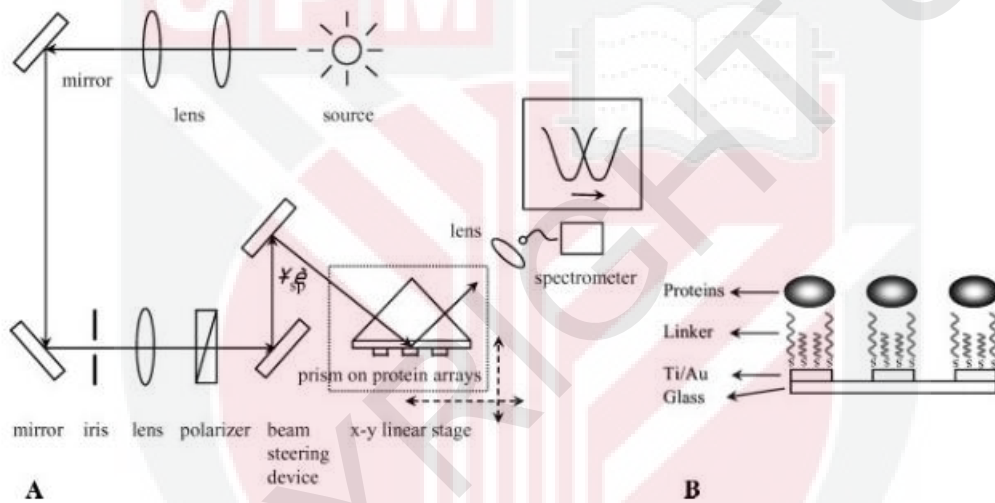 UPM
mirror
lens
source
lens
spectrometer
prism on protein arrays
mirror
iris
lens
polarizer
beam
steering
device
x-y linear stage
A
Proteins
Linker
Ti/Au
Glass
B